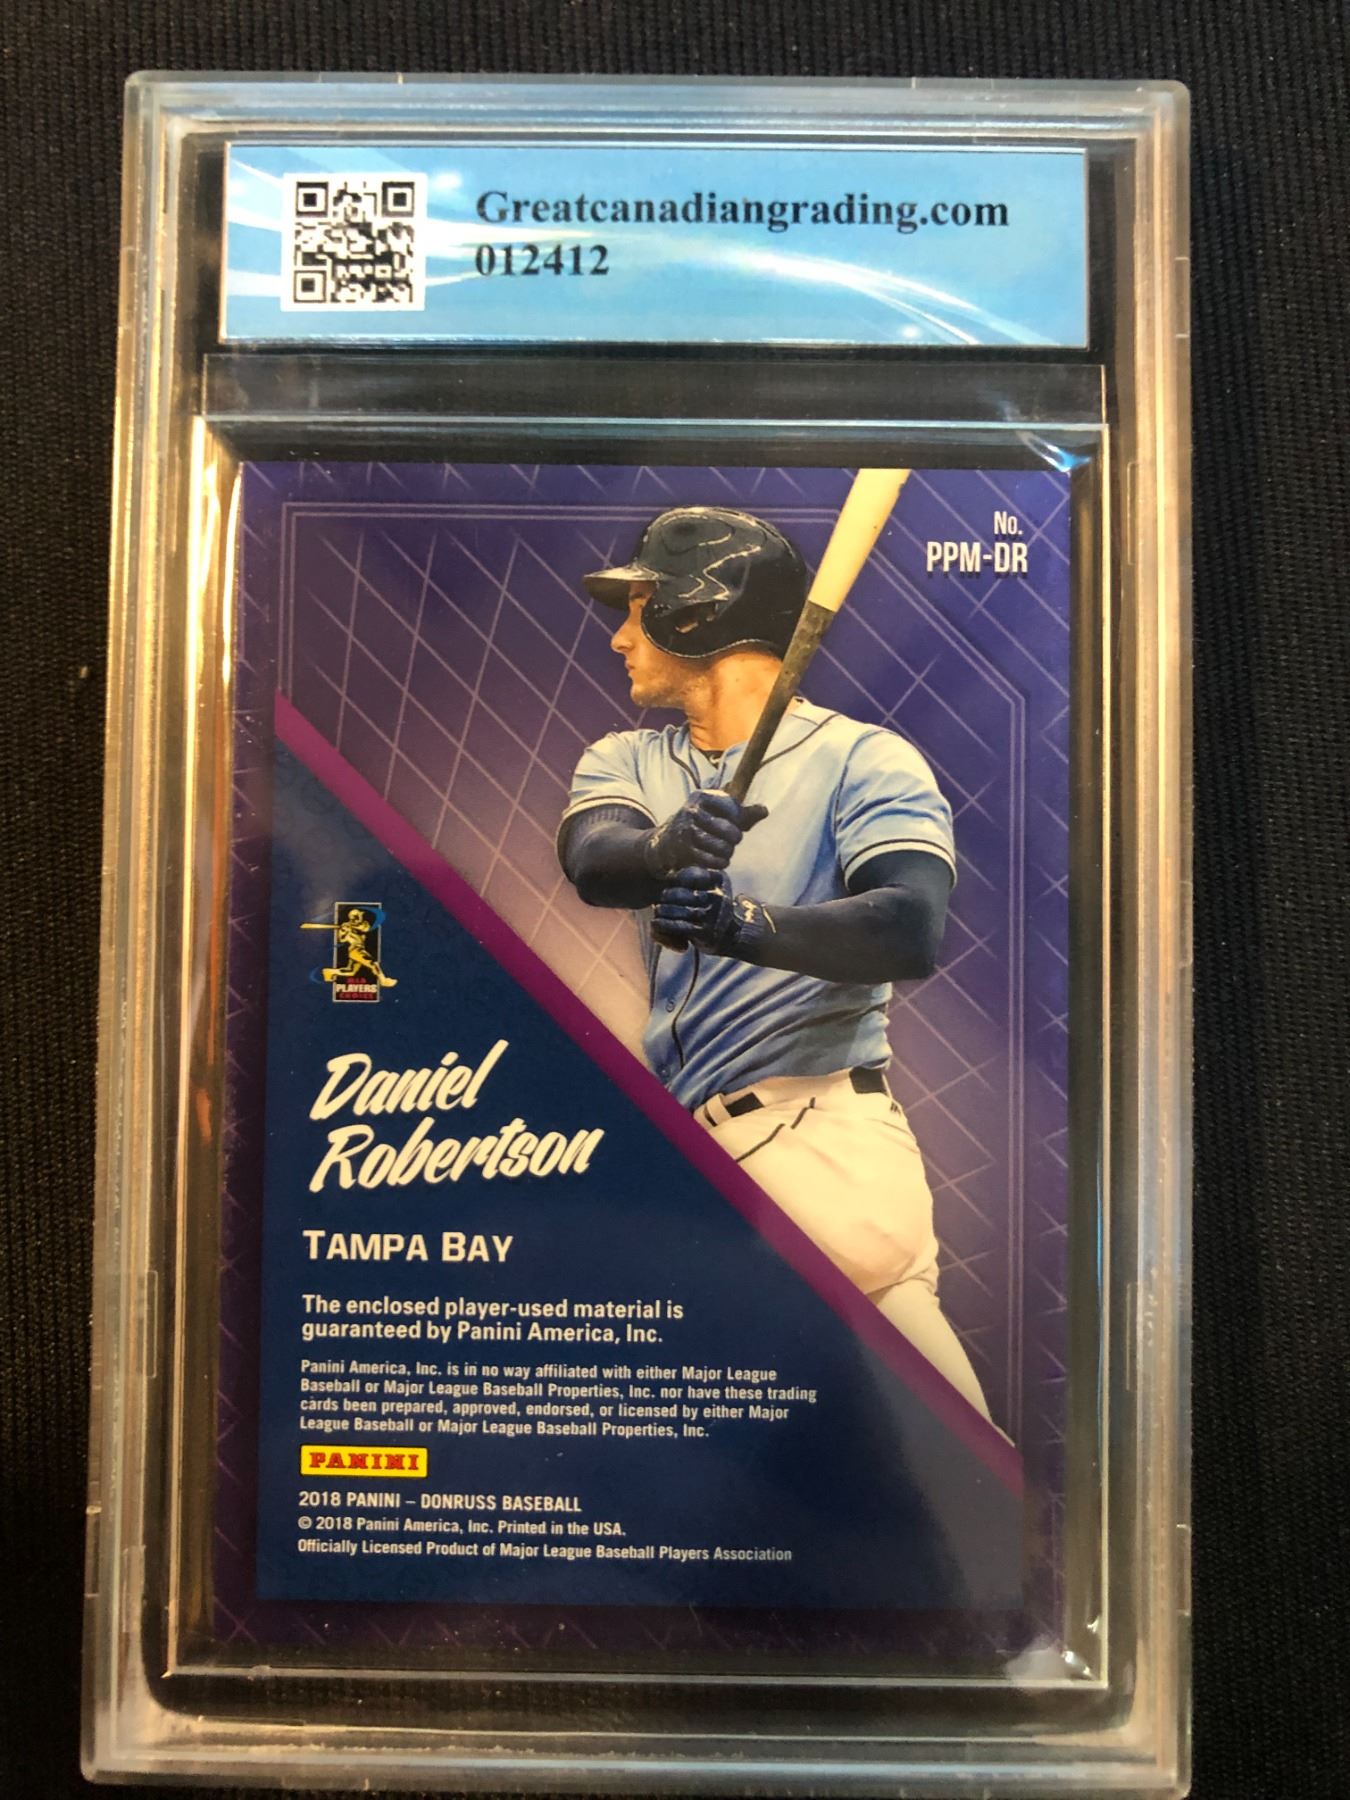 Greatcanadiangrading.com
012412
No.
PPM-DR
PLAYERS
CHOICE
Daniel
Robertson
TAMPA BAY
The enclosed player-used material is
guaranteed by Panini America, Inc.
Panini America, Inc. is in no way affiliated with either Major League
Baseball or Major League Baseball Properties, Inc. nor have these trading
cards been prepared, approved, endorsed, or licensed by either Major
League Baseball or Major League Baseball Properties, Inc.
PANINI
2018 PANINI – DONRUSS BASEBALL
© 2018 Panini America, Inc. Printed in the USA.
Officially Licensed Product of Major League Baseball Players Association